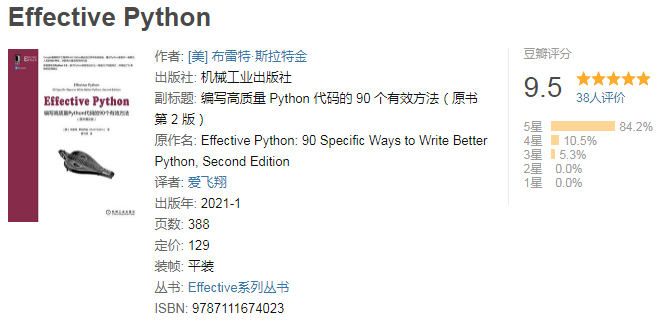 Effective Python
Effective Python
编写高质量Python代码的90个有效方法
机械工业出版社
作者: [美] 布雷特·斯拉特金
出版社: 机械工业出版社
副标题: 编写高质量 Python 代码的 90 个有效方法（原书
第 2 版）
原作名: Effective Python: 90 Specific Ways to Write Better
Python, Second Edition
译者: 爱飞翔
出版年: 2021-1
页数: 388
定价: 129
装帧: 平装
丛书: Effective系列丛书
ISBN: 9787111674023
豆瓣评分
9.5
38人评价
5星 84.2%
4星 10.5%
3星 5.3%
2星 0.0%
1星 0.0%